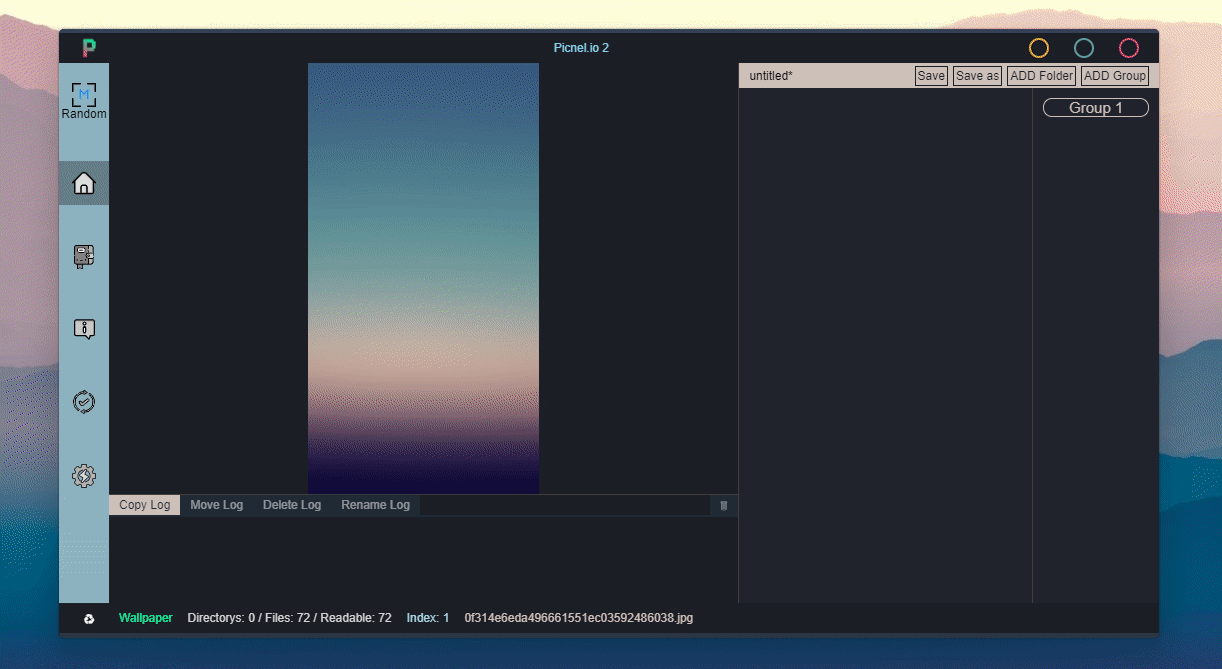 Picnel.io 2
M
Random
untitled*
Save
Save as
ADD Folder
ADD Group
Group 1
Copy Log
Move Log
Delete Log
Rename Log
Wallpaper
Directorys: 0 / Files: 72 / Readable: 72
Index: 1
0f314e6eda496661551ec03592486038.jpg